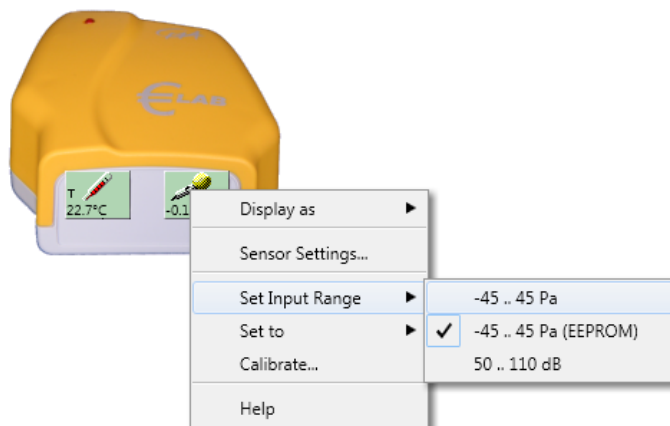 €LAB
T
22.7°C
-0.1
Display as
Sensor Settings...
Set Input Range
Set to
Calibrate...
Help
-45 .. 45 Pa
-45 .. 45 Pa (EEPROM)
50 .. 110 dB